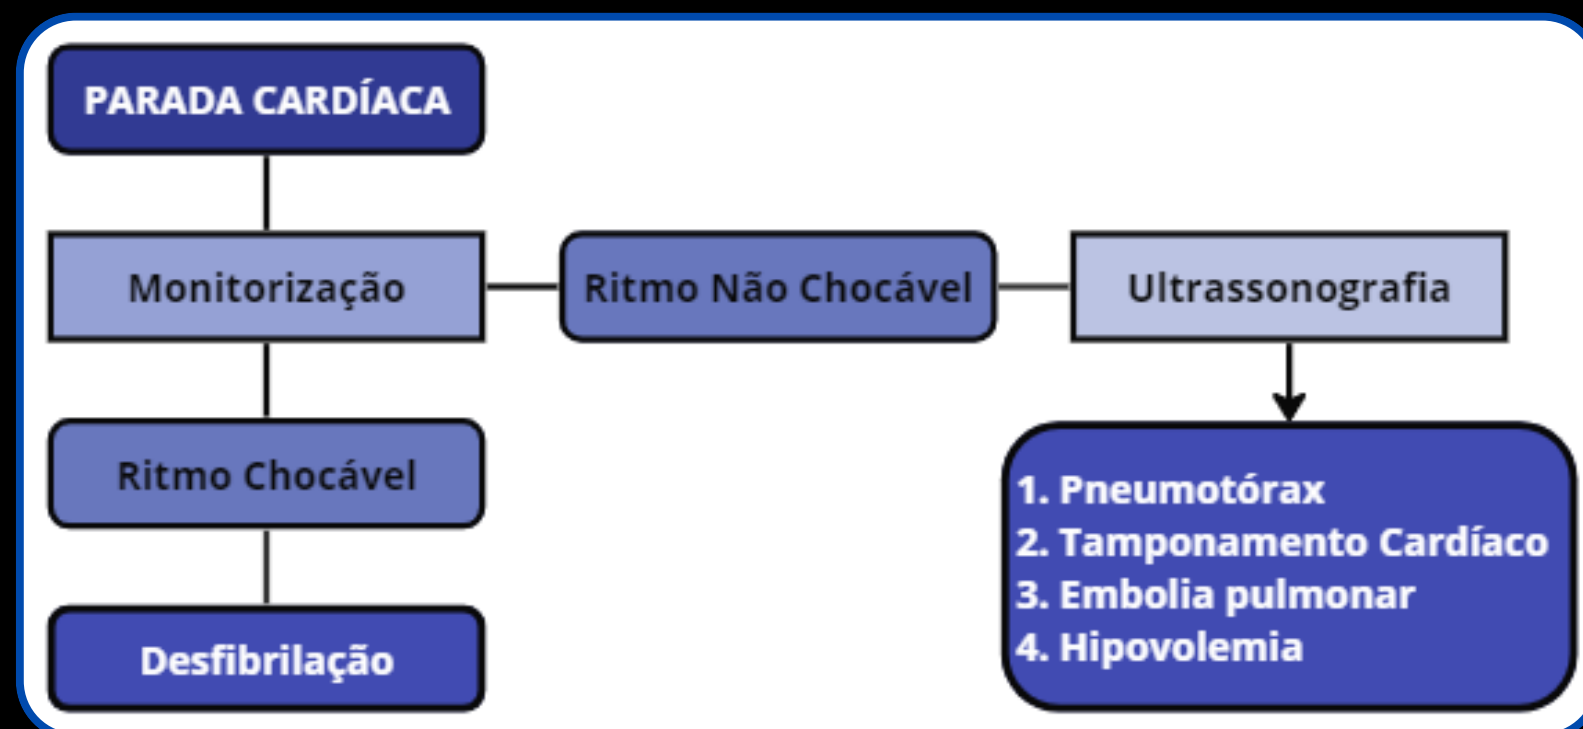 PARADA CARDÍACA
Monitorização
Ritmo Não Chocável
Ultrassonografia
Ritmo Chocável
1. Pneumotórax
2. Tamponamento Cardíaco
3. Embolia pulmonar
4. Hipovolemia
Desfibrilação